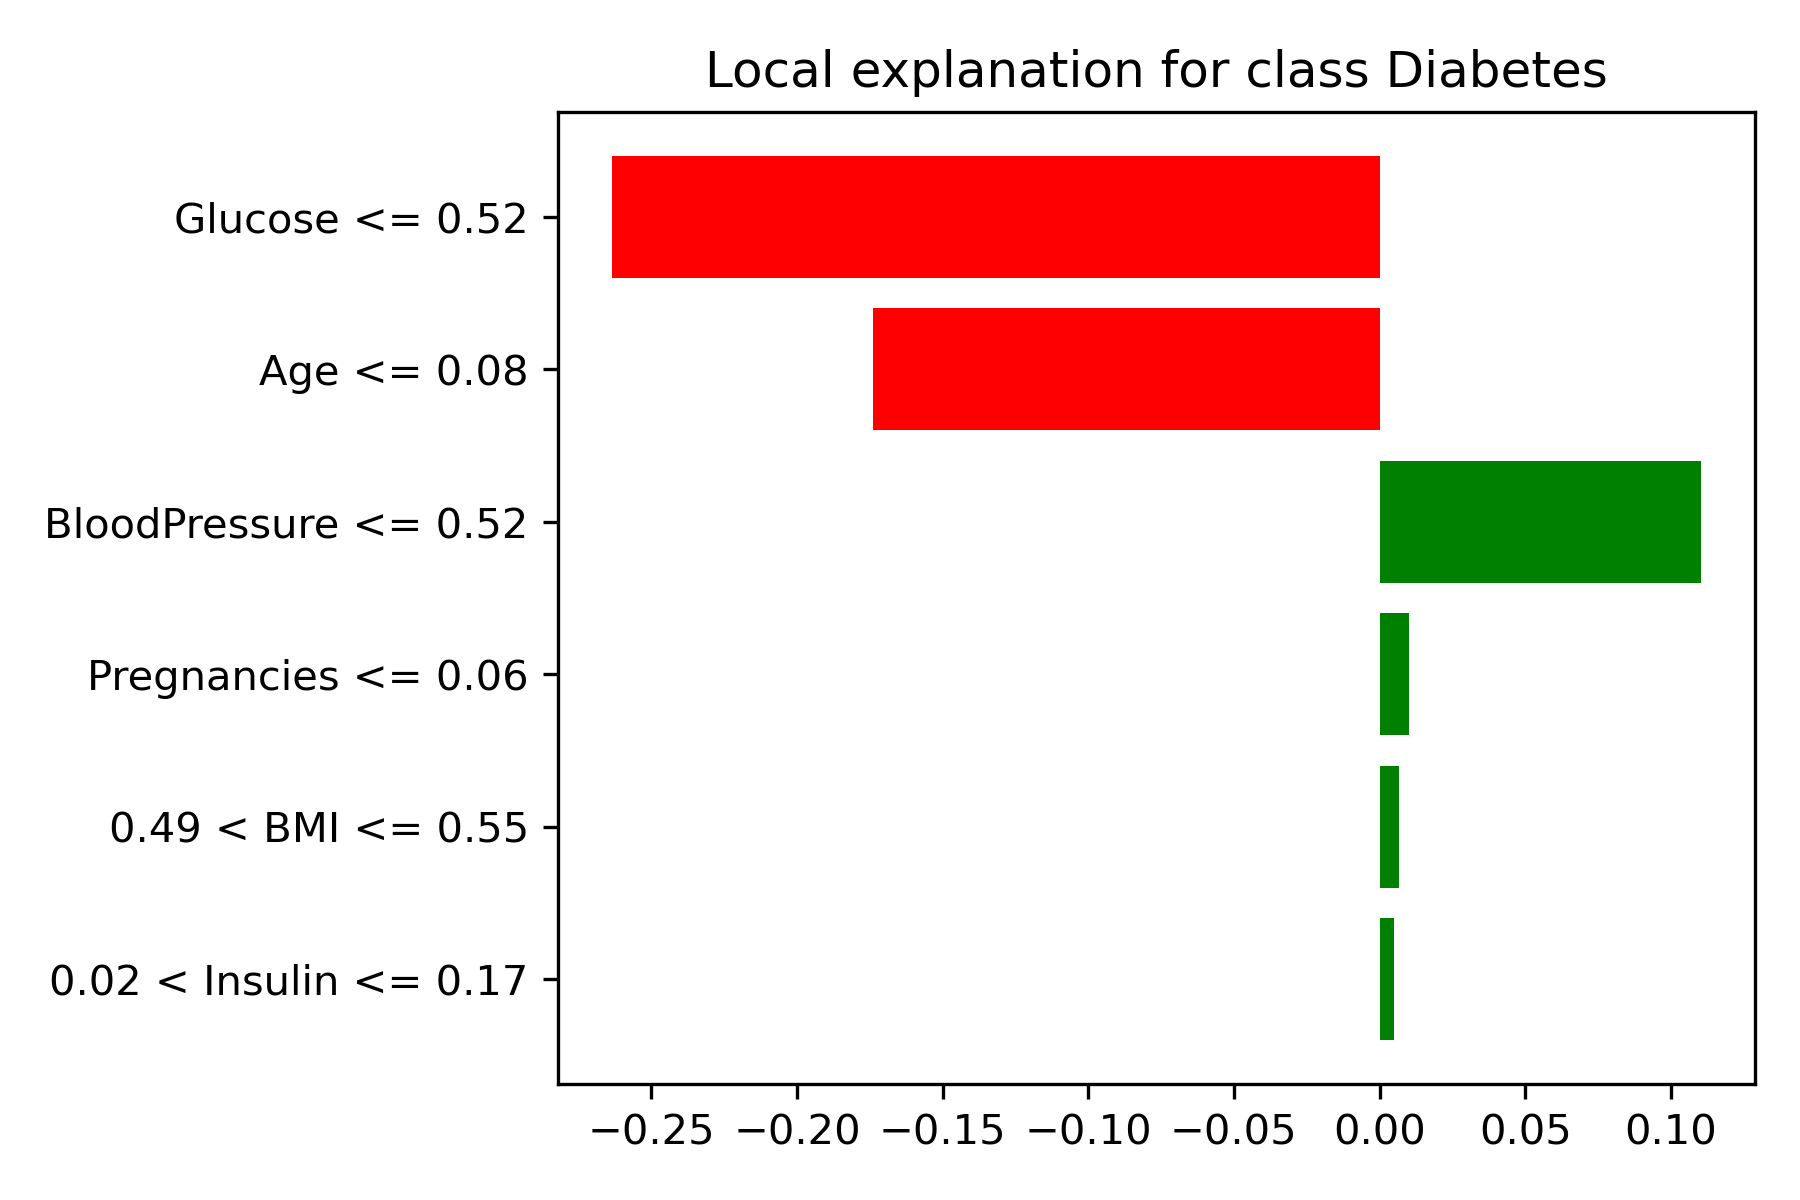 Local explanation for class Diabetes
Glucose <= 0.52
Age <= 0.08
BloodPressure <= 0.52
Pregnancies <= 0.06
0.49 < BMI <= 0.55
0.02 < Insulin <= 0.17
−0.25 −0.20 −0.15 −0.10 −0.05 0.00 0.05 0.10